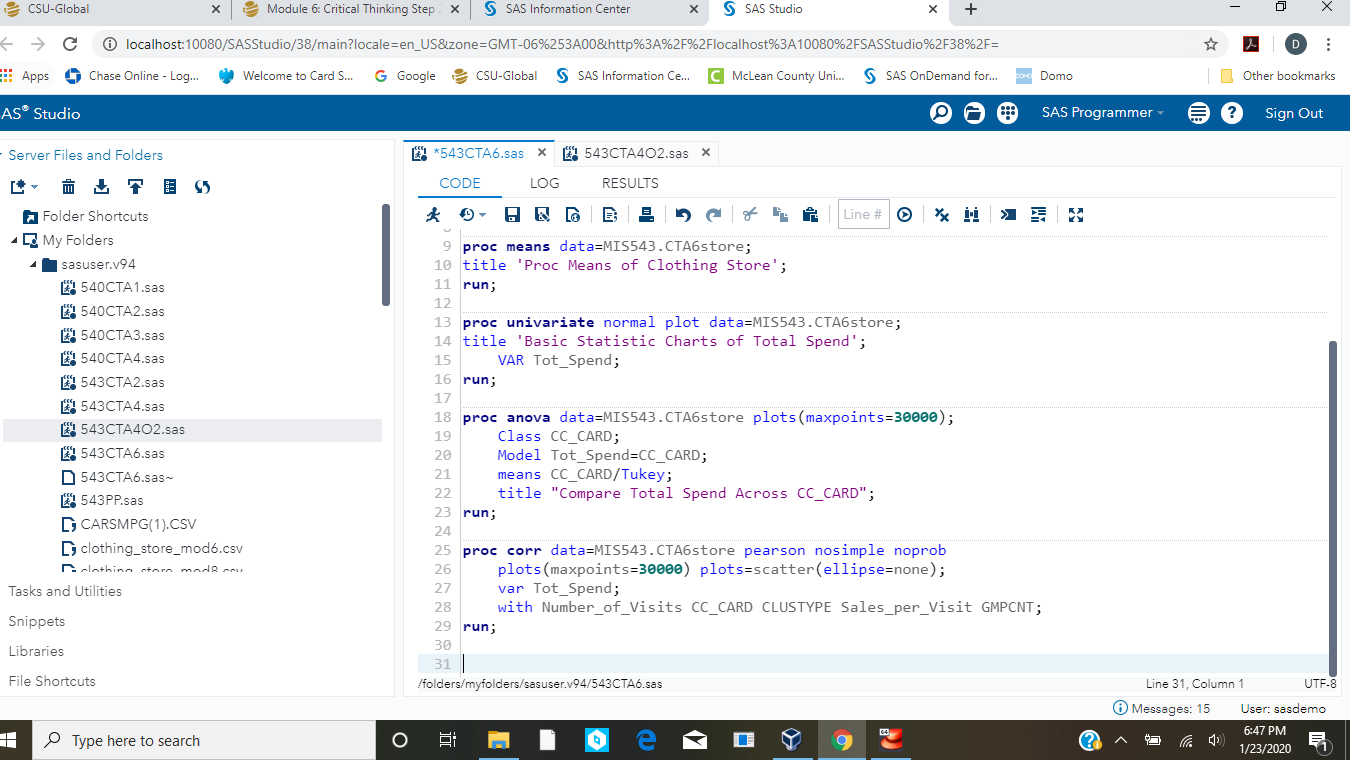 CSU-Global
Module 6: Critical Thinking Step
SAS Information Center
SAS Studio
localhost:10080/SASStudio/38/main?locale=en_US&zone=GMT-06%253A00&http%3A%2F%2Flocalhost%3A10080%2FSASStudio%2F38%2F=
D
Apps
Chase Online - Log...
Welcome to Card S...
Google
CSU-Global
SAS Information Ce...
McLean County Uni...
SAS OnDemand for...
Domo
Other bookmarks
AS® Studio
SAS Programmer
Sign Out
Server Files and Folders
Folder Shortcuts
My Folders
sasuser.v94
540CTA1.sas
540CTA2.sas
540CTA3.sas
540CTA4.sas
543CTA2.sas
543CTA4.sas
543CTA4O2.sas
543CTA6.sas
543CTA6.sas~
543PP.sas
CARSMPG(1).CSV
clothing_store_mod6.csv
clothing_store_mod8.csv
Tasks and Utilities
Snippets
Libraries
File Shortcuts
*543CTA6.sas
543CTA4O2.sas
CODE
LOG
RESULTS
Line #
8
9 proc means data=MIS543.CTA6store;
10 title 'Proc Means of Clothing Store';
11 run;
12
13 proc univariate normal plot data=MIS543.CTA6store;
14 title 'Basic Statistic Charts of Total Spend';
15 VAR Tot_Spend;
16 run;
17
18 proc anova data=MIS543.CTA6store plots(maxpoints=30000);
19 Class CC_CARD;
20 Model Tot_Spend=CC_CARD;
21 means CC_CARD/Tukey;
22 title "Compare Total Spend Across CC_CARD";
23 run;
24
25 proc corr data=MIS543.CTA6store pearson nosimple noprob
26 plots(maxpoints=30000) plots=scatter(ellipse=none);
27 var Tot_Spend;
28 with Number_of_Visits CC_CARD CLUSTYPE Sales_per_Visit GMPCNT;
29 run;
30
31
/folders/myfolders/sasuser.v94/543CTA6.sas
Line 31, Column 1
UTF-8
Messages: 15
User: sasdemo
Type here to search
6:47 PM
1/23/2020
1